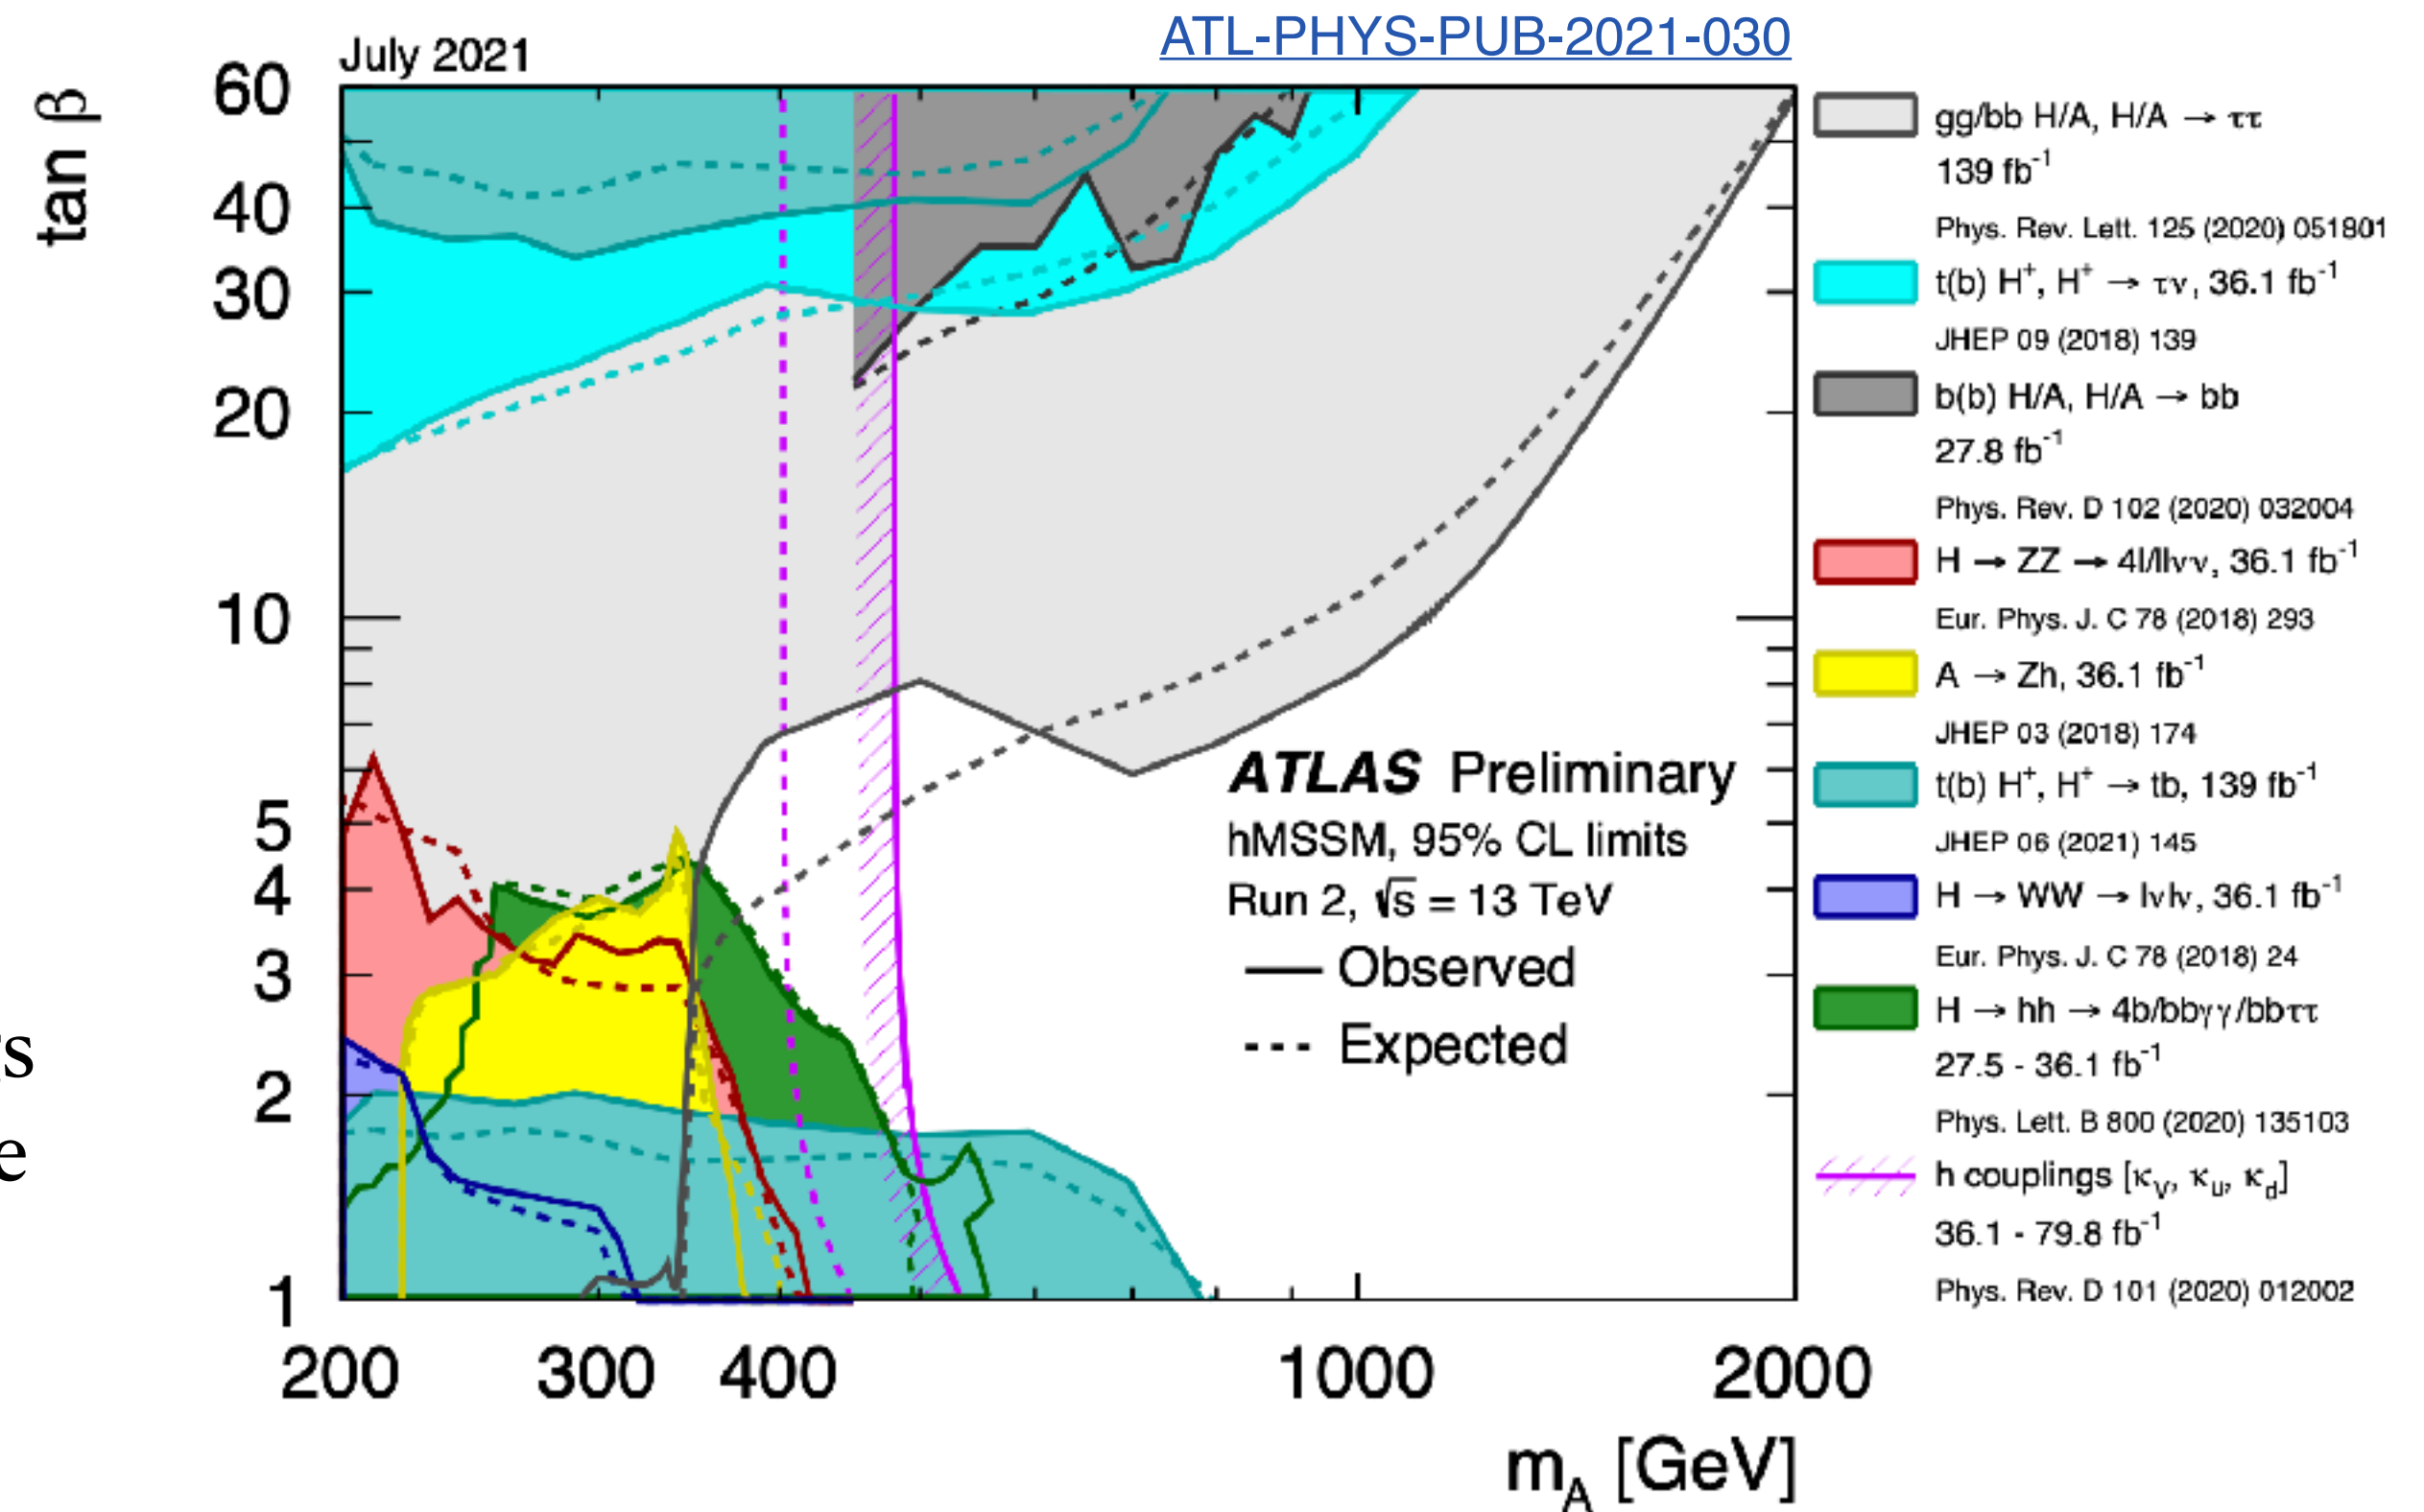 ATL-PHYS-PUB-2021-030
July 2021
tan β
60
40
30
20
10
5
4
3
2
1
200
300
400
1000
2000
m_A [GeV]
ATLAS Preliminary
hMSSM, 95% CL limits
Run 2, √s = 13 TeV
Observed
Expected
gg/bb H/A, H/A → ττ
139 fb⁻¹
Phys. Rev. Lett. 125 (2020) 051801
t(b) H⁺, H⁺ → τν, 36.1 fb⁻¹
JHEP 09 (2018) 139
b(b) H/A, H/A → bb
27.8 fb⁻¹
Phys. Rev. D 102 (2020) 032004
H → ZZ → 4l/llνν, 36.1 fb⁻¹
Eur. Phys. J. C 78 (2018) 293
A → Zh, 36.1 fb⁻¹
JHEP 03 (2018) 174
t(b) H⁺, H⁺ → tb, 139 fb⁻¹
JHEP 06 (2021) 145
H → WW → lνlν, 36.1 fb⁻¹
Eur. Phys. J. C 78 (2018) 24
H → hh → 4b/bbγγ/bbττ
27.5 - 36.1 fb⁻¹
Phys. Lett. B 800 (2020) 135103
h couplings [κ_V, κ_u, κ_d]
36.1 - 79.8 fb⁻¹
Phys. Rev. D 101 (2020) 012002